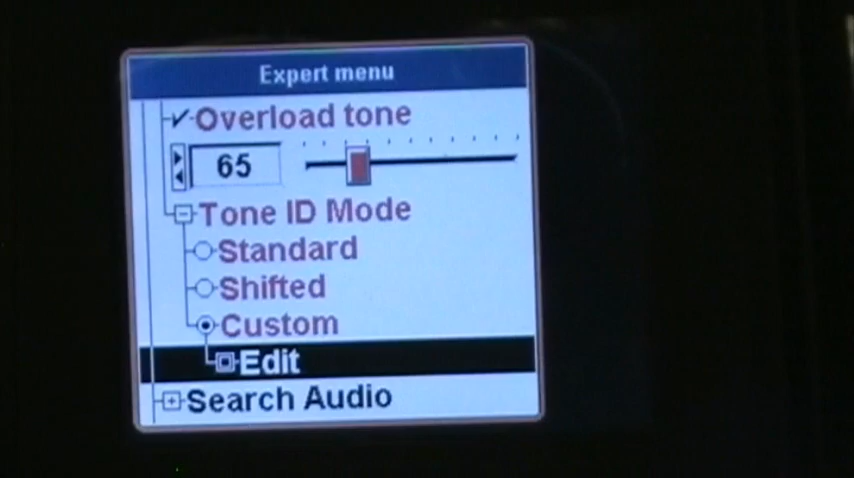 Expert menu
Overload tone
65
Tone ID Mode
Standard
Shifted
Custom
Edit
Search Audio